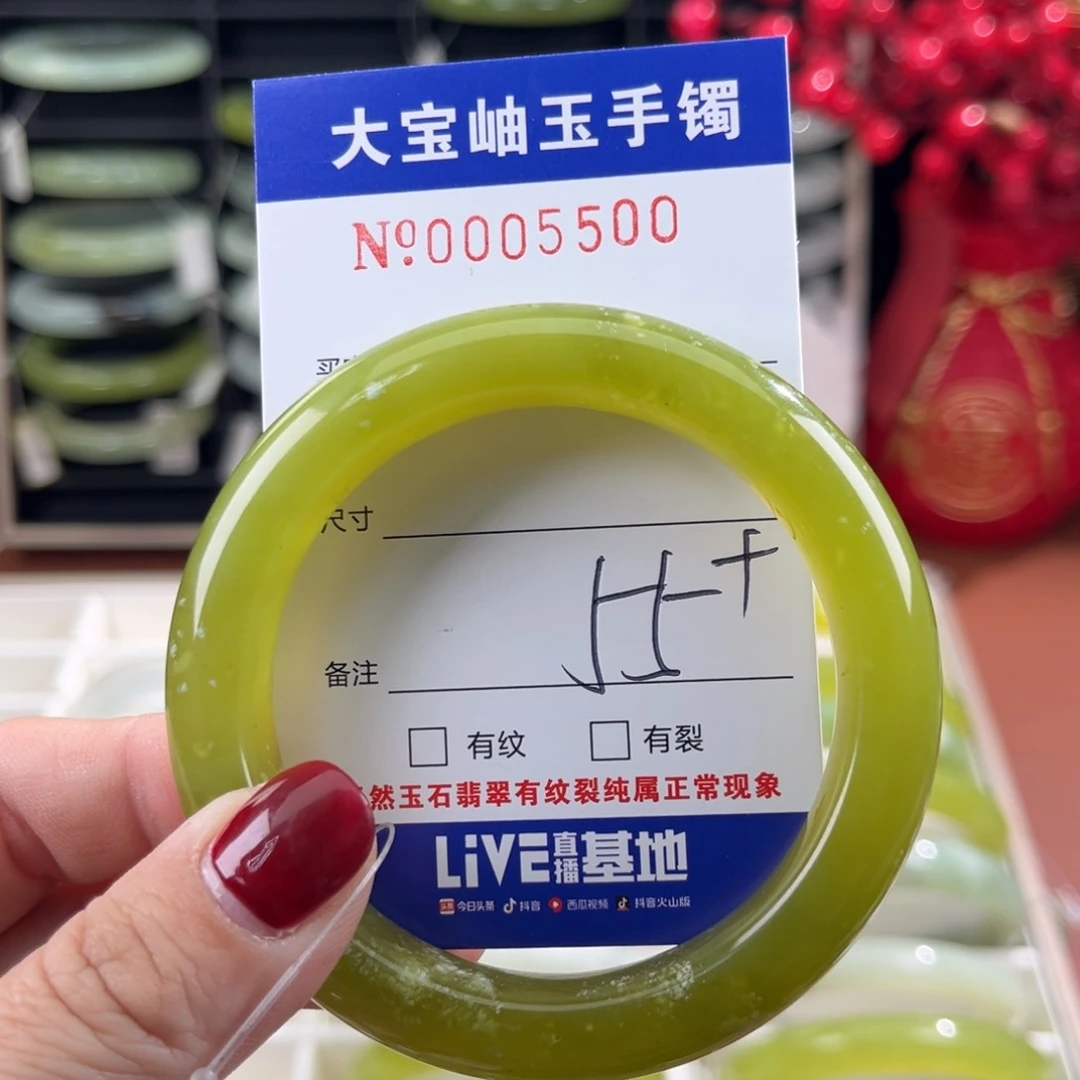 大宝岫玉手镯
Nº0005500
尺寸
备注
有纹 有裂
然玉石翡翠有纹裂纯属正常现象
LiVE直播基地
今日头条 抖音 西瓜视频 抖音火山版